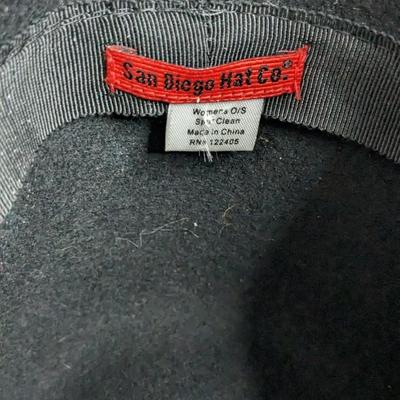 San Diego Hat Co.®
Womens O/S
Spot Clean
Made in China
RN# 122405